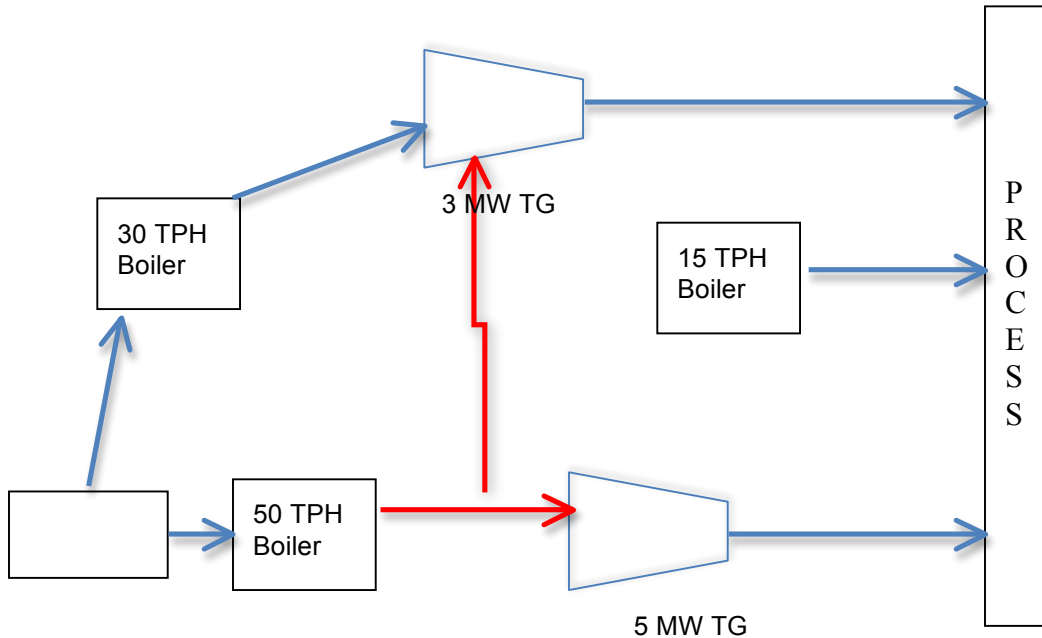 3 MW TG
30 TPH
Boiler
15 TPH
Boiler
P
R
O
C
E
S
S
50 TPH
Boiler
5 MW TG